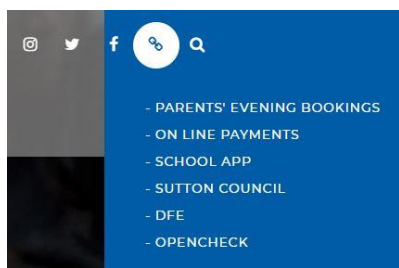 - PARENTS' EVENING BOOKINGS
- ON LINE PAYMENTS
- SCHOOL APP
- SUTTON COUNCIL
- DFE
- OPENCHECK